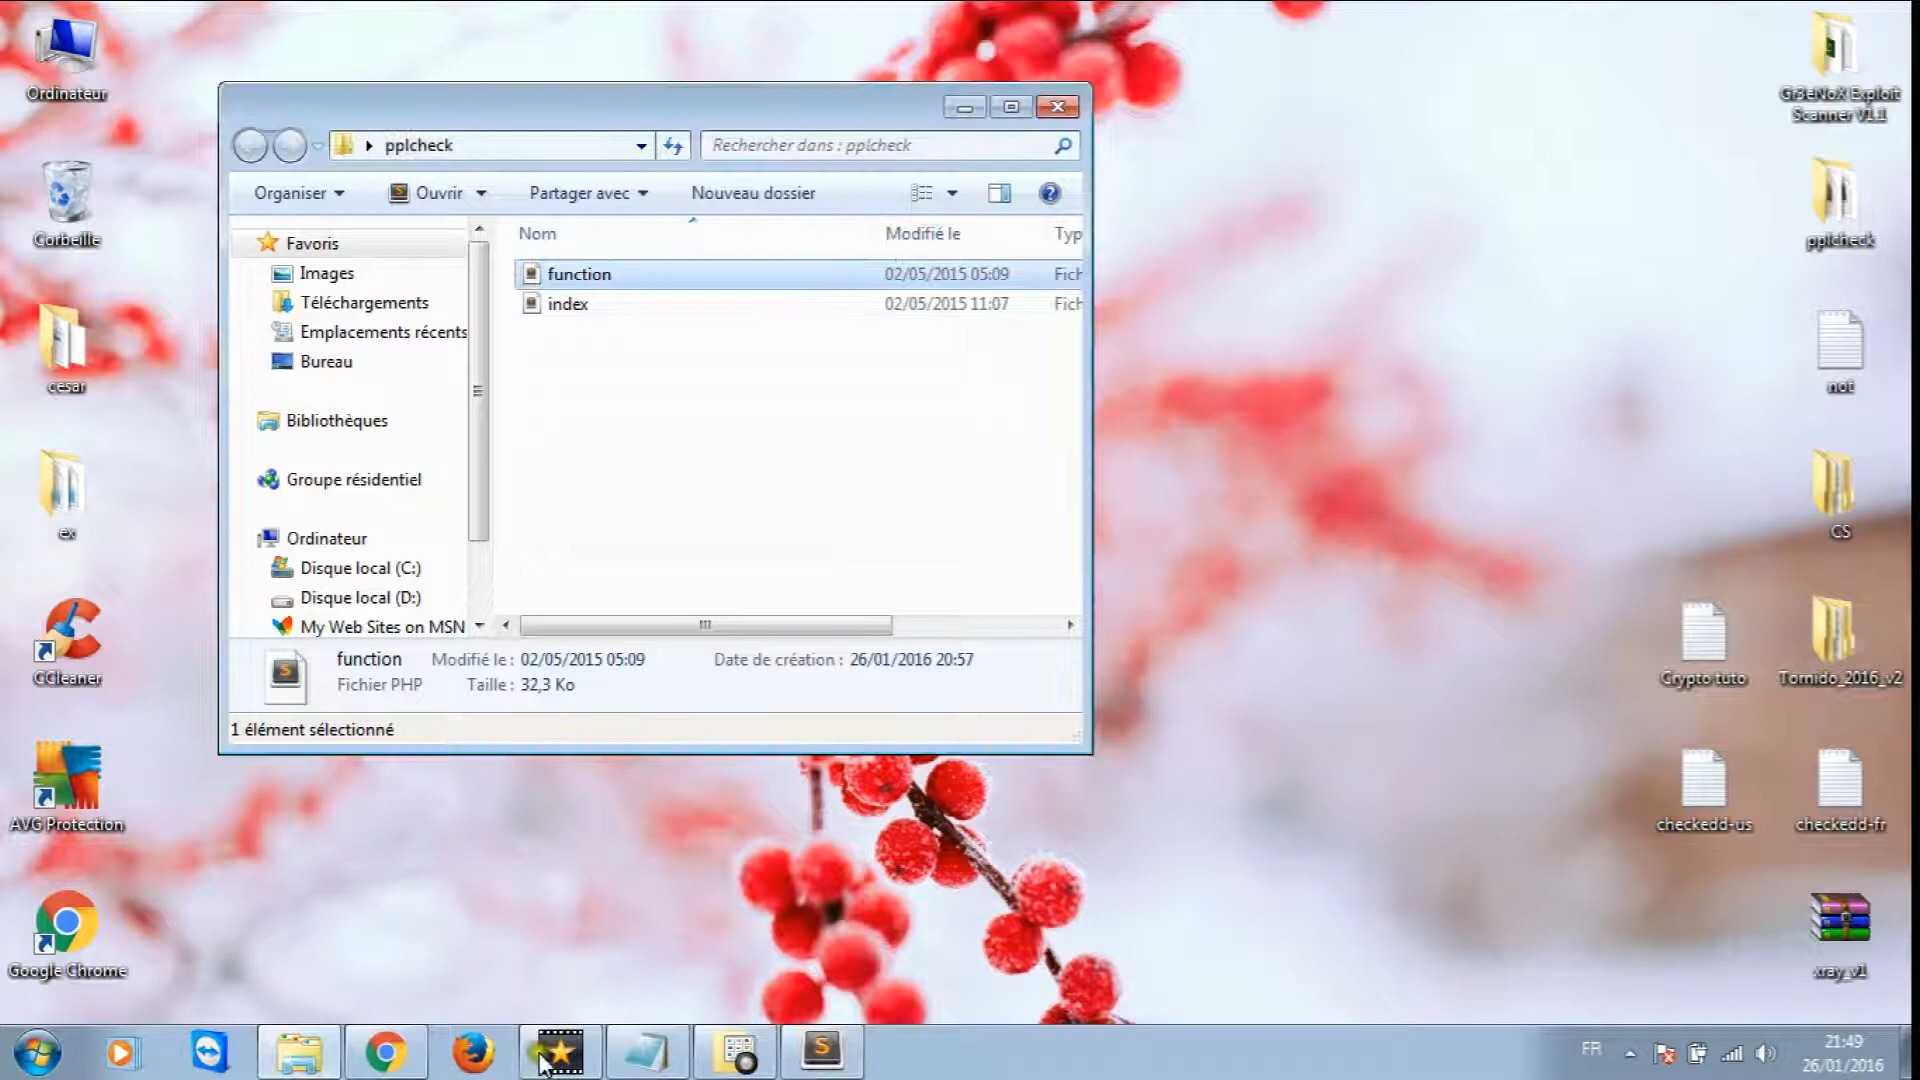 Ordinateur
Corbeille
cesar
ex
CCleaner
AVG Protection
Google Chrome
pplcheck
Rechercher dans : pplcheck
Organiser
Ouvrir
Partager avec
Nouveau dossier
Favoris
Images
Téléchargements
Emplacements récents
Bureau
Bibliothèques
Groupe résidentiel
Ordinateur
Disque local (C:)
Disque local (D:)
My Web Sites on MSN
Nom
Modifié le
Typ
function
02/05/2015 05:09
Fich
index
02/05/2015 11:07
Fich
function
Modifié le : 02/05/2015 05:09
Date de création : 26/01/2016 20:57
Fichier PHP
Taille : 32,3 Ko
1 élément sélectionné
Gr3eNoX Exploit
Scanner V1.1
pplcheck
not
CS
Crypto tuto
Tornido_2016_v2
checkedd-us
checkedd-fr
xray_v1
FR
21:49
26/01/2016